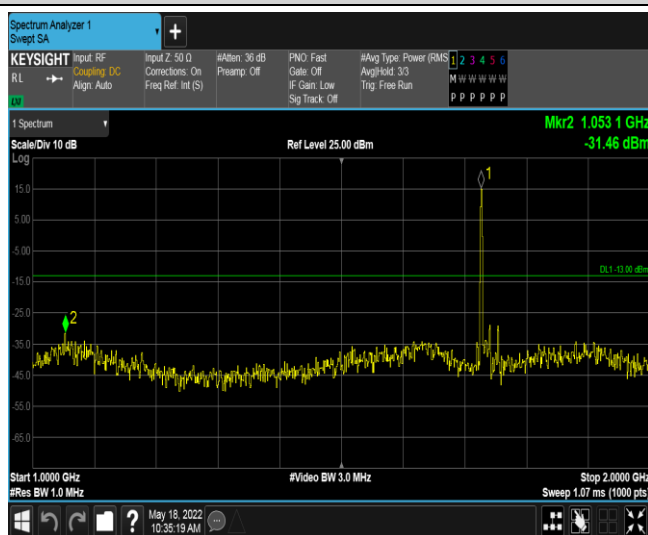 Spectrum Analyzer 1
Swept SA
+
KEYSIGHT
RL
Input: RF
Coupling: DC
Align: Auto
Input Z: 50 Ω
Corrections: On
Freq Ref: Int (S)
#Atten: 36 dB
Preamp: Off
PNO: Fast
Gate: Off
IF Gain: Low
Sig Track: Off
#Avg Type: Power (RMS
Avg|Hold: 3/3
Trig: Free Run
1 2 3 4 5 6
M W W W W W
P P P P P P
1 Spectrum
Mkr2 1.053 1 GHz
Scale/Div 10 dB
Ref Level 25.00 dBm
-31.46 dBm
Log
1
15.0
5.00
-5.00
DL1 -13.00 dBm
-15.0
-25.0
2
-35.0
-45.0
-55.0
-65.0
Start 1.0000 GHz
#Video BW 3.0 MHz
Stop 2.0000 GHz
#Res BW 1.0 MHz
Sweep 1.07 ms (1000 pts)
?
May 18, 2022
10:35:19 AM